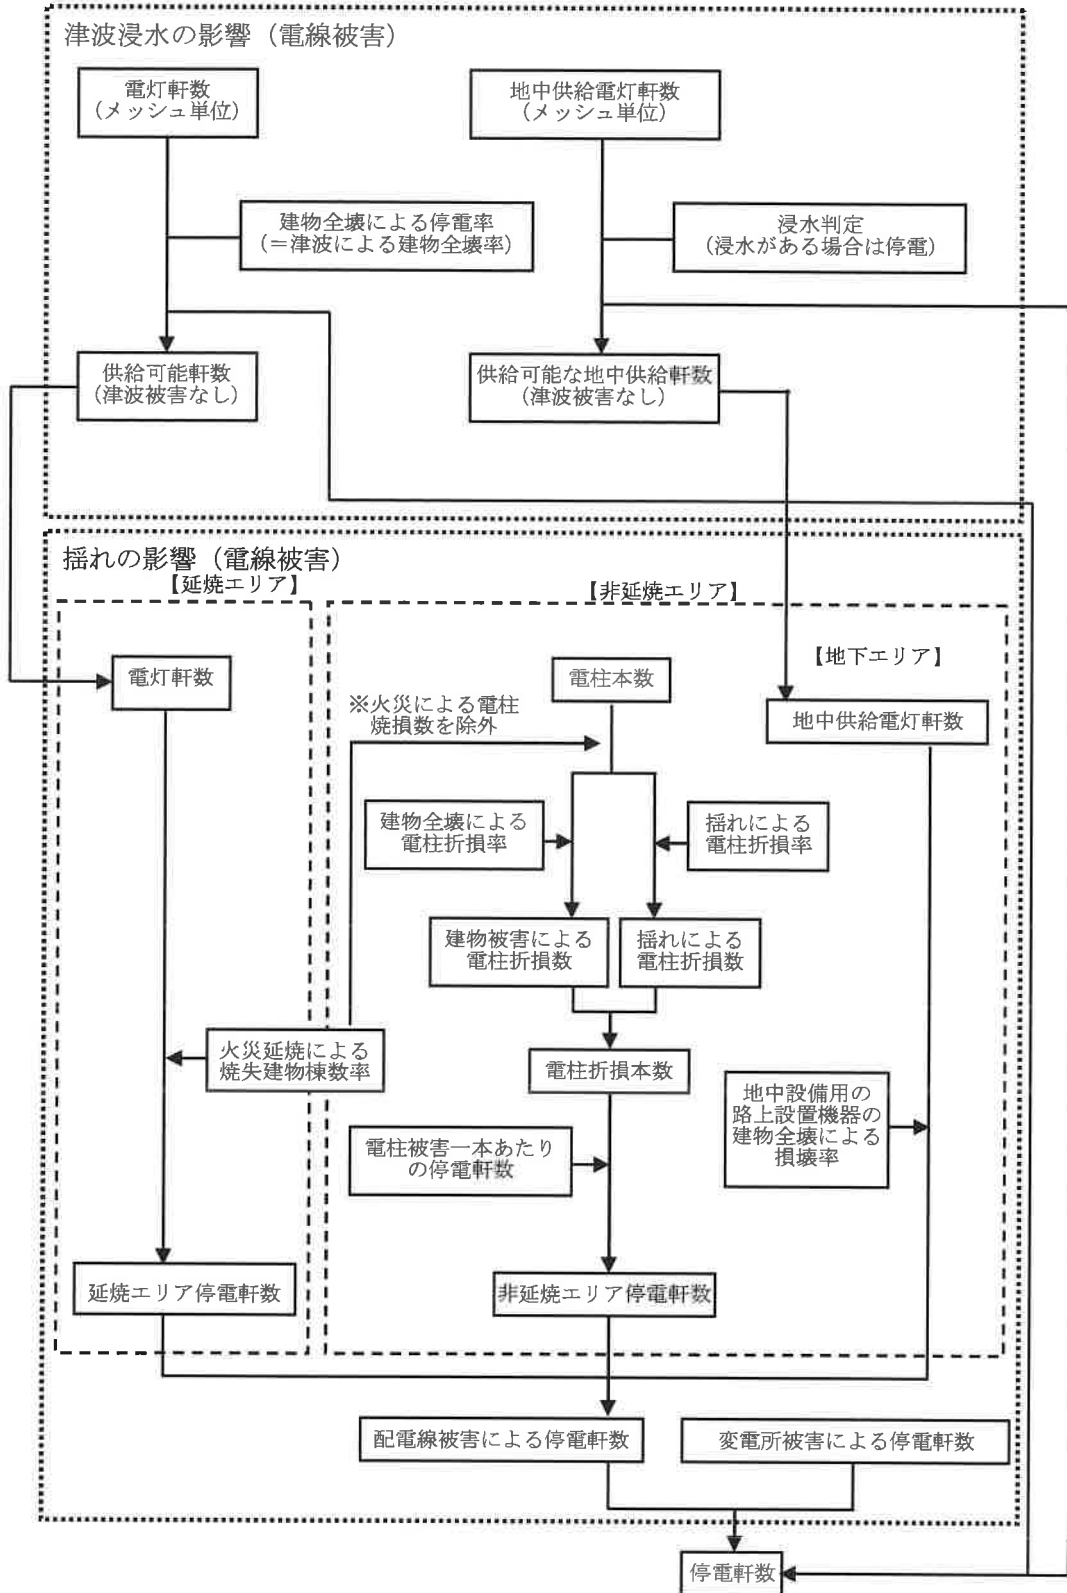 津波浸水の影響（電線被害）
電灯軒数
（メッシュ単位）
地中供給電灯軒数
（メッシュ単位）
建物全壊による停電率
（＝津波による建物全壊率）
浸水判定
（浸水がある場合は停電）
供給可能軒数
（津波被害なし）
供給可能な地中供給軒数
（津波被害なし）
揺れの影響（電線被害）
【延焼エリア】
【非延焼エリア】
【地下エリア】
電灯軒数
電柱本数
※火災による電柱
焼損数を除外
地中供給電灯軒数
建物全壊による
電柱折損率
揺れによる
電柱折損率
建物被害による
電柱折損数
揺れによる
電柱折損数
火災延焼による
焼失建物棟数率
電柱折損本数
地中設備用の
路上設置機器の
建物全壊による
損壊率
電柱被害一本あたり
の停電軒数
延焼エリア停電軒数
非延焼エリア停電軒数
配電線被害による停電軒数
変電所被害による停電軒数
停電軒数